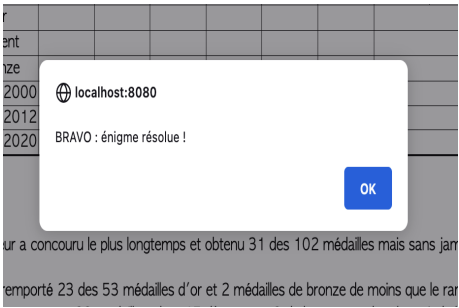 r
ent
nze
2000
2012
2020
localhost:8080
BRAVO : énigme résolue !
OK
eur a concouru le plus longtemps et obtenu 31 des 102 médailles mais sans jam
remporté 23 des 53 médailles d'or et 2 médailles de bronze de moins que le ran